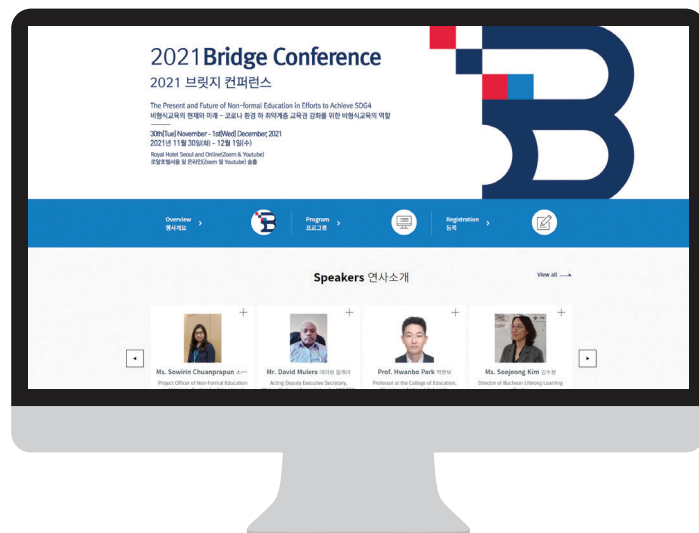 2021 Bridge Conference
2021 브릿지 컨퍼런스
The Present and Future of Non-formal Education in Efforts to Achieve SDG4
비형식교육의 현재와 미래 - 코로나 환경 하 취약계층 교육권 강화를 위한 비형식교육의 역할
30th(Tue) November - 1st(Wed) December, 2021
2021년 11월 30일(화) - 12월 1일(수)
Royal Hotel Seoul and Online(Zoom & Youtube)
로얄호텔서울 및 온라인(Zoom 및 Youtube) 송출
Overview
행사개요
Program
프로그램
Registration
등록
Speakers 연사소개
View all
Ms. Sowirin Chuanprapun 소…
Project Officer of Non-Formal Education
Mr. David Mulera 데이빗 물레라
Acting Deputy Executive Secretary,
Prof. Hwanbo Park 박환보
Professor at the College of Education,
Ms. Soojeong Kim 김수정
Director of Bucheon Lifelong Learning